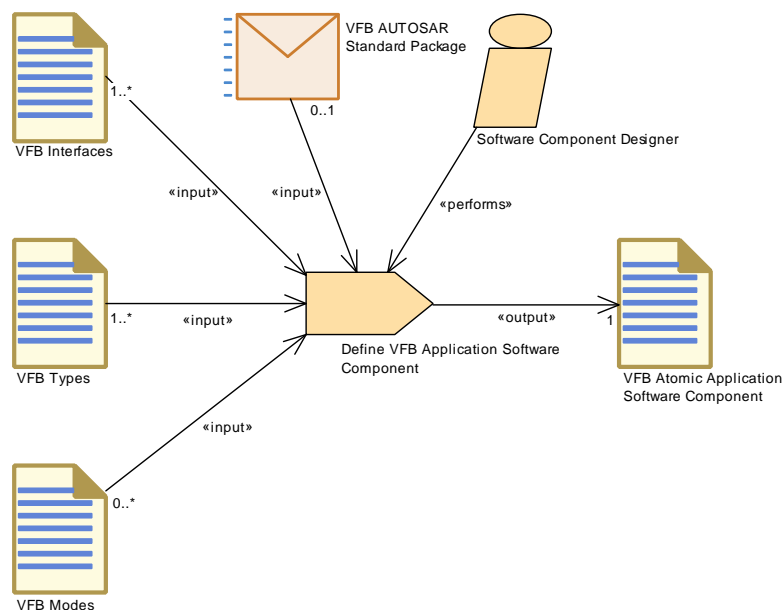 VFB AUTOSAR
Standard Package
1..*
0..1
VFB Interfaces
Software Component Designer
«input»
«input»
«performs»
1..*
«input»
«output»
1
Define VFB Application Software
Component
VFB Types
VFB Atomic Application
Software Component
«input»
0..*
VFB Modes